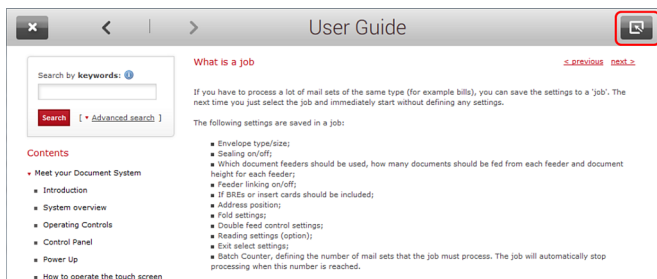 User Guide
Search by keywords:
Search [ Advanced search ]
Contents
Meet your Document System
Introduction
System overview
Operating Controls
Control Panel
Power Up
How to operate the touch screen
What is a job
< previous next >
If you have to process a lot of mail sets of the same type (for example bills), you can save the settings to a 'job'. The
next time you just select the job and immediately start without defining any settings.
The following settings are saved in a job:
Envelope type/size;
Sealing on/off;
Which document feeders should be used, how many documents should be fed from each feeder and document
height for each feeder;
Feeder linking on/off;
If BREs or insert cards should be included;
Address position;
Fold settings;
Double feed control settings;
Reading settings (option);
Exit select settings;
Batch Counter, defining the number of mail sets that the job must process. The job will automatically stop
processing when this number is reached.